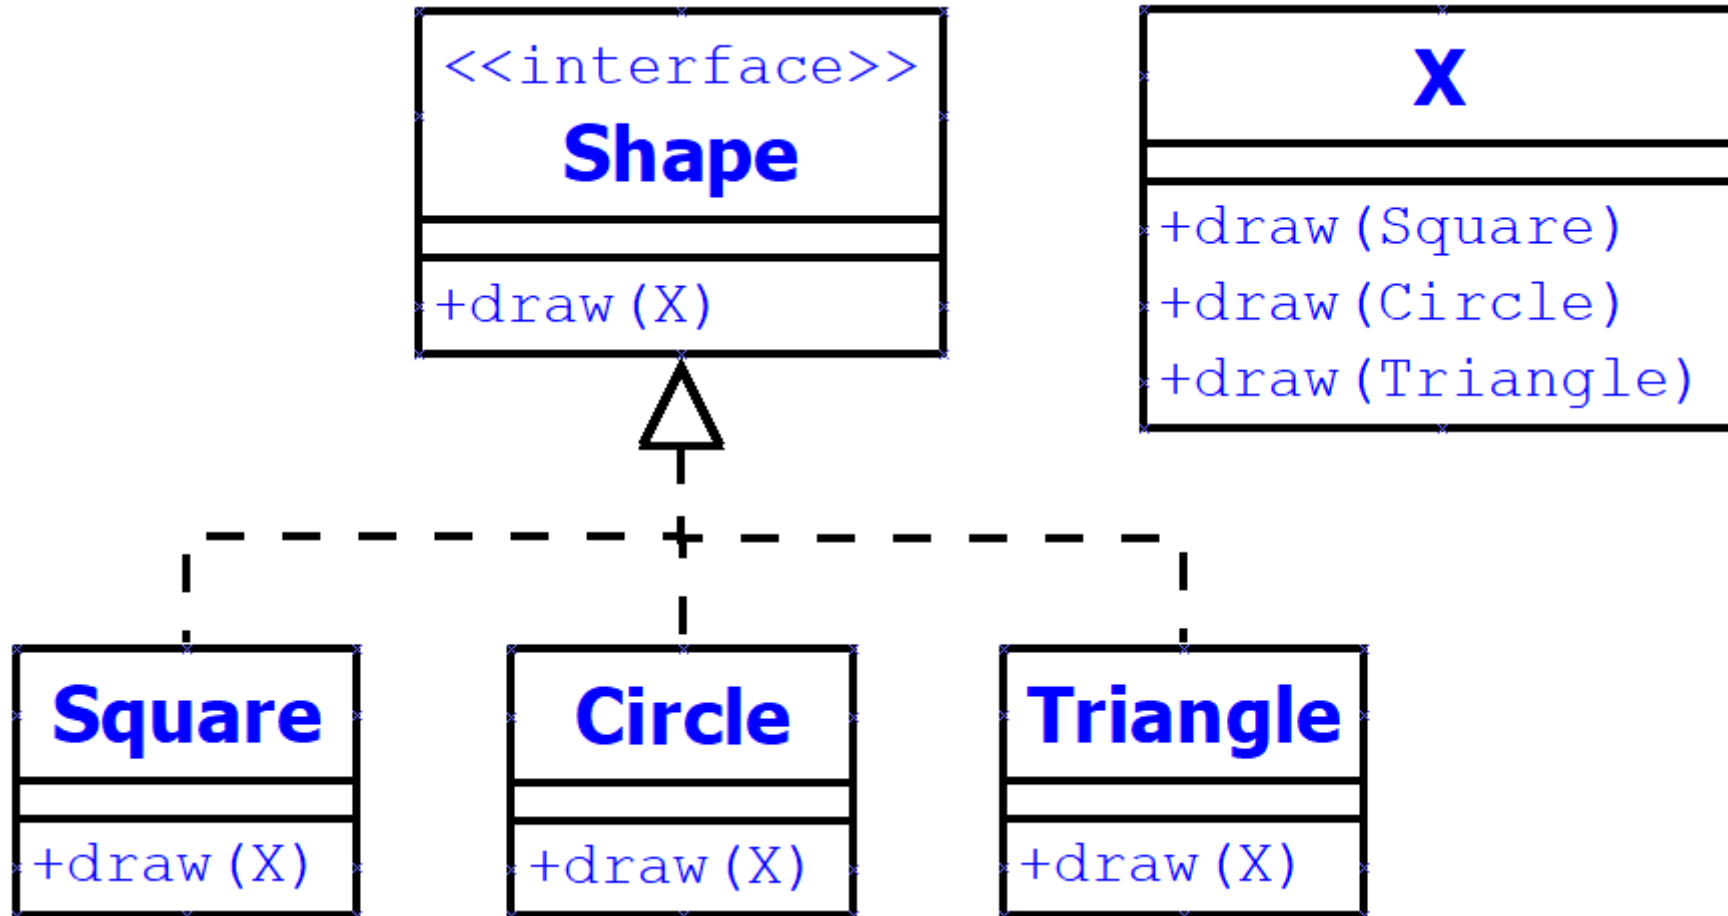 <<interface>>
Shape
+draw(X)
X
+draw(Square)
+draw(Circle)
+draw(Triangle)
Square
+draw(X)
Circle
+draw(X)
Triangle
+draw(X)